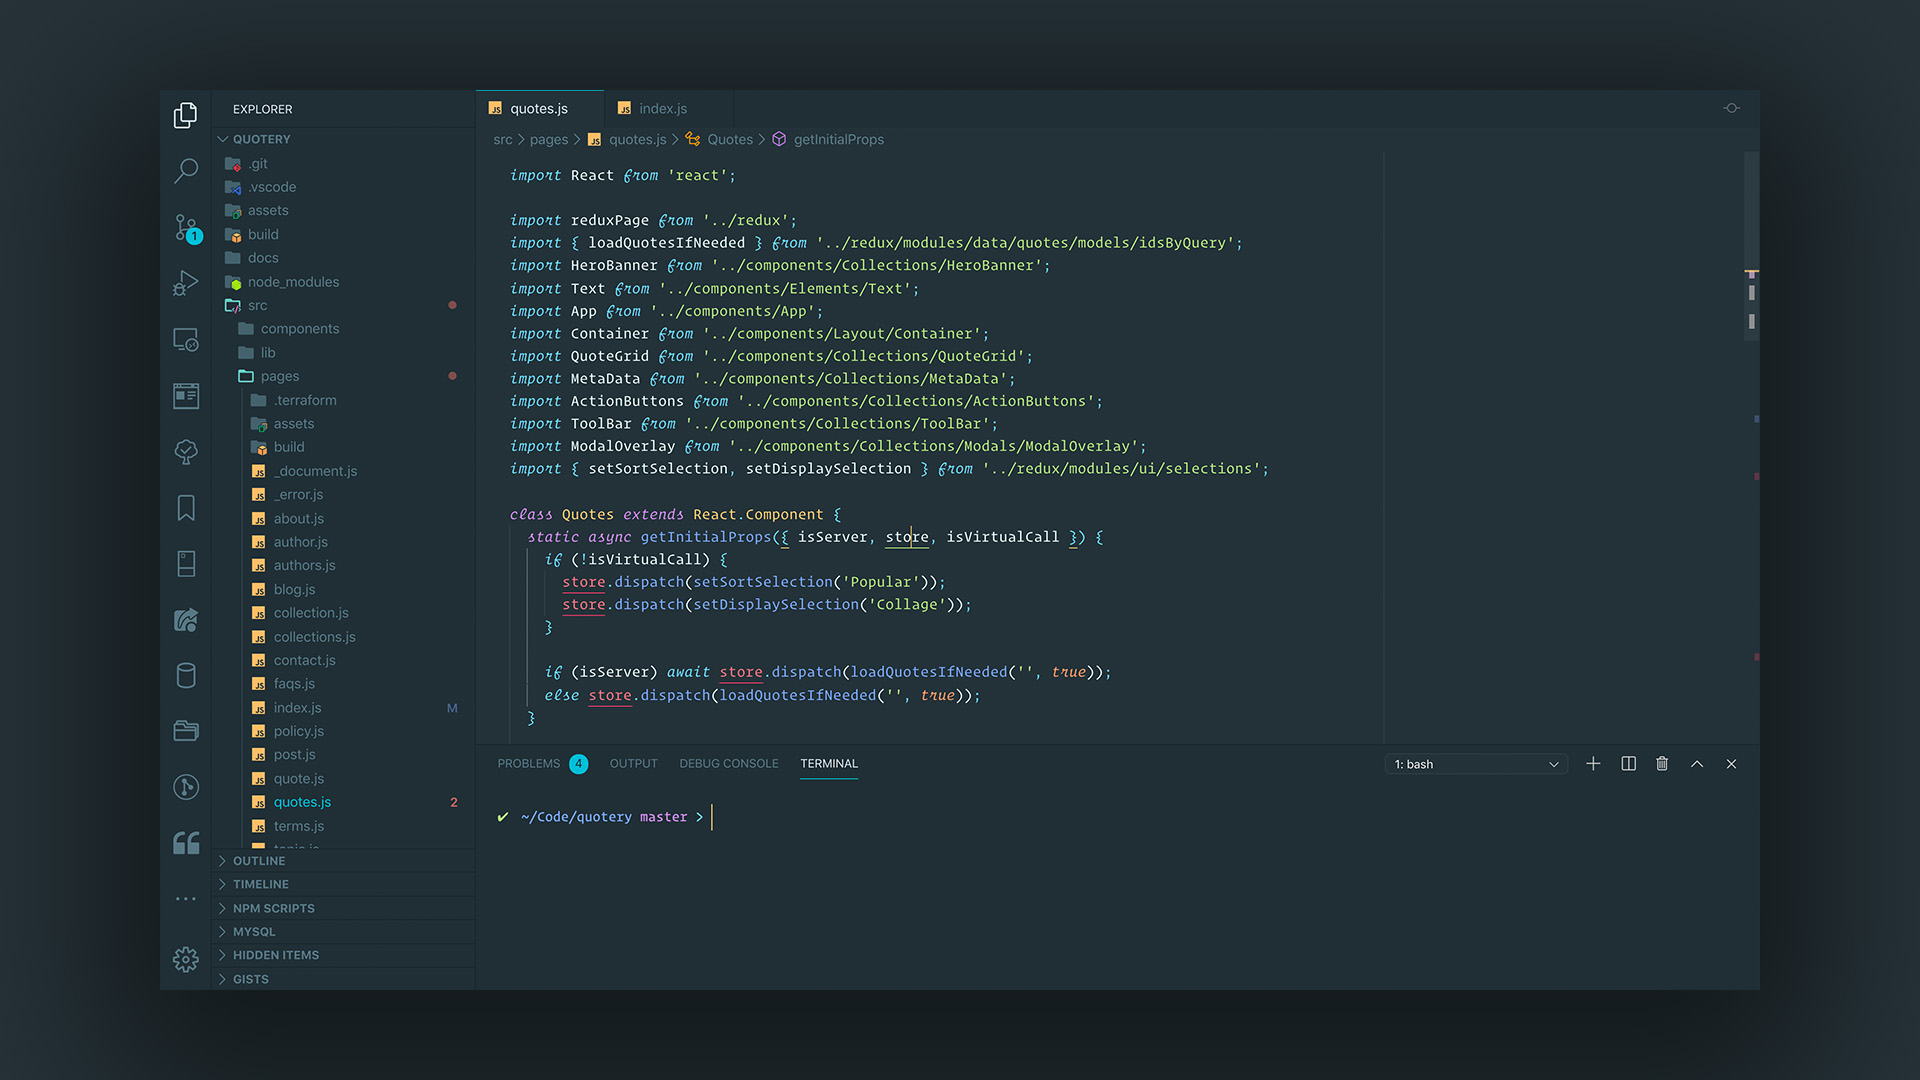 EXPLORER
QUOTERY
.git
.vscode
assets
build
docs
node_modules
src
components
lib
pages
.terraform
assets
build
_document.js
_error.js
about.js
author.js
authors.js
blog.js
collection.js
collections.js
contact.js
faqs.js
index.js M
policy.js
post.js
quote.js
quotes.js 2
terms.js
OUTLINE
TIMELINE
NPM SCRIPTS
MYSQL
HIDDEN ITEMS
GISTS
1
quotes.js index.js
src > pages > quotes.js > Quotes > getInitialProps
import React from 'react';
import reduxPage from '../redux';
import { loadQuotesIfNeeded } from '../redux/modules/data/quotes/models/idsByQuery';
import HeroBanner from '../components/Collections/HeroBanner';
import Text from '../components/Elements/Text';
import App from '../components/App';
import Container from '../components/Layout/Container';
import QuoteGrid from '../components/Collections/QuoteGrid';
import MetaData from '../components/Collections/MetaData';
import ActionButtons from '../components/Collections/ActionButtons';
import ToolBar from '../components/Collections/ToolBar';
import ModalOverlay from '../components/Collections/Modals/ModalOverlay';
import { setSortSelection, setDisplaySelection } from '../redux/modules/ui/selections';
class Quotes extends React.Component {
static async getInitialProps({ isServer, store, isVirtualCall }) {
if (!isVirtualCall) {
store.dispatch(setSortSelection('Popular'));
store.dispatch(setDisplaySelection('Collage'));
}
if (isServer) await store.dispatch(loadQuotesIfNeeded('', true));
else store.dispatch(loadQuotesIfNeeded('', true));
}
PROBLEMS 4 OUTPUT DEBUG CONSOLE TERMINAL 1: bash
✔ ~/Code/quotery master >